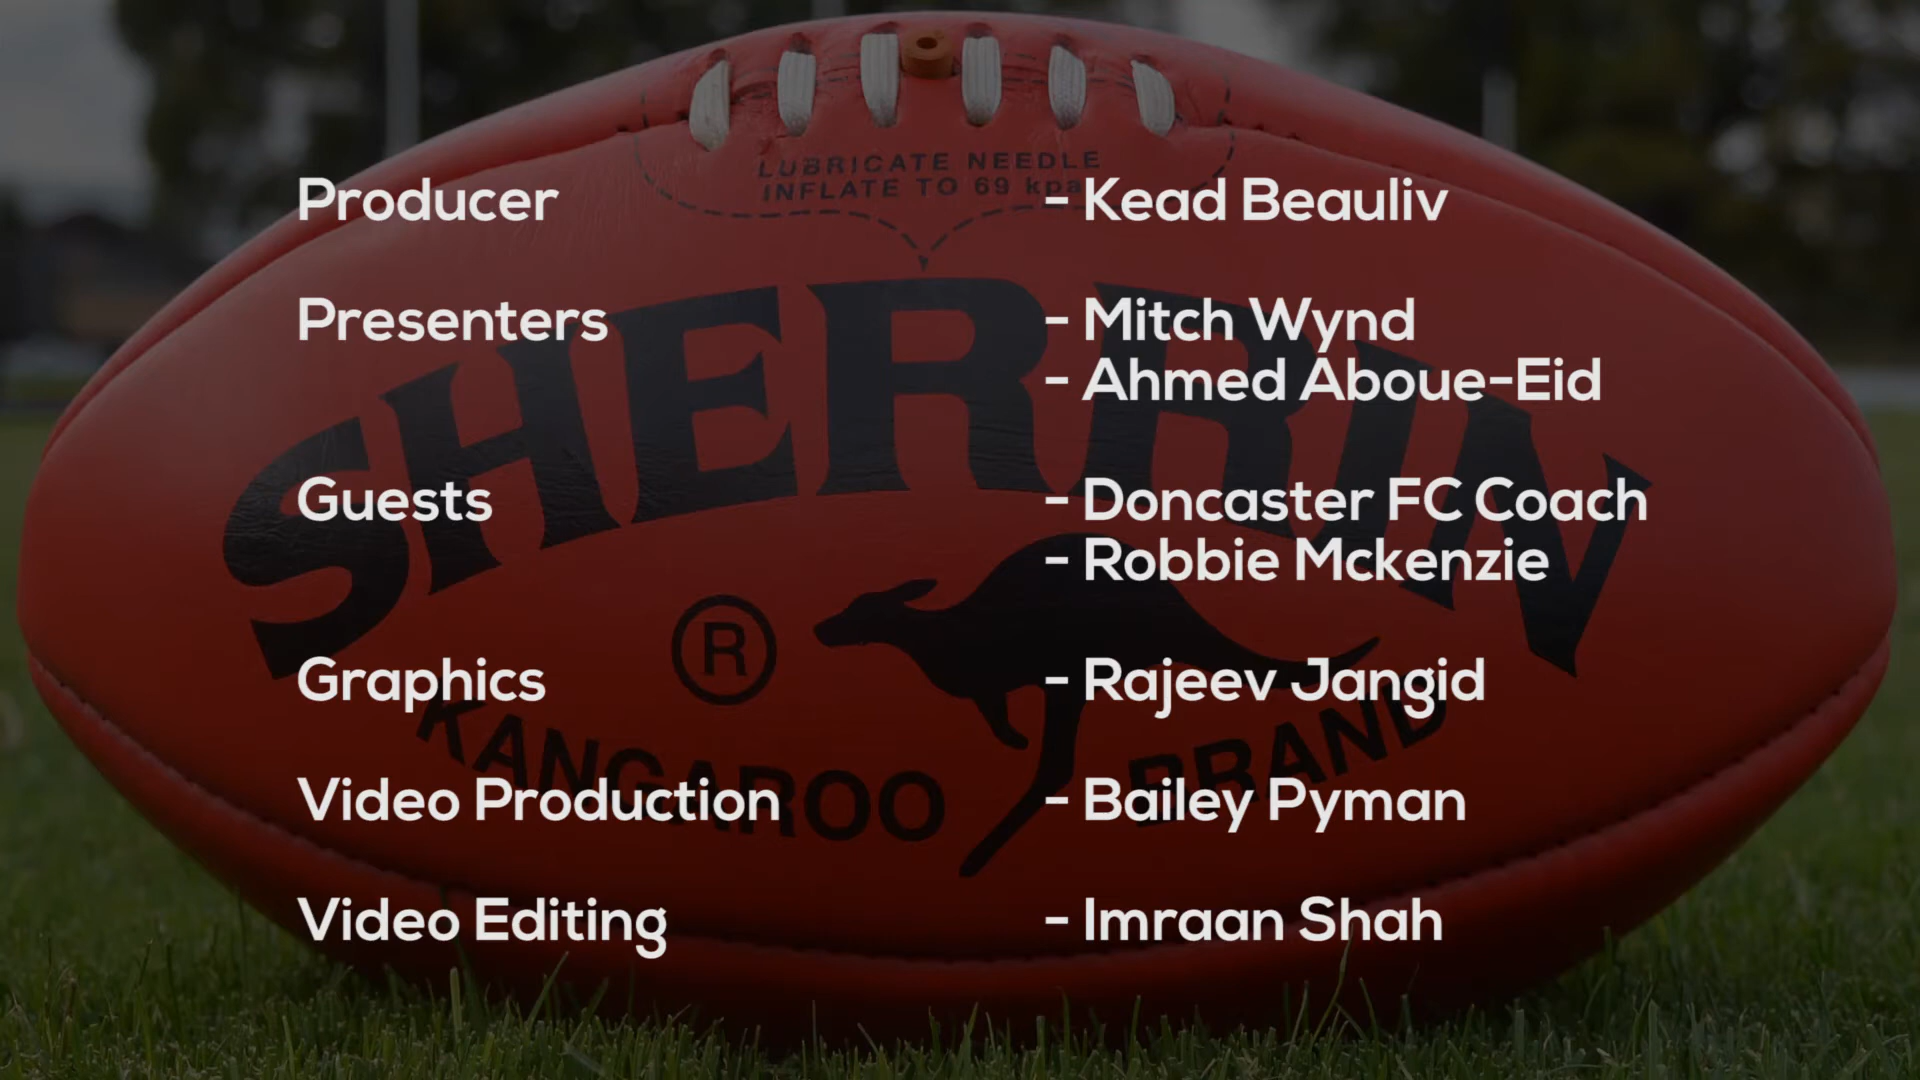 LUBRICATE NEEDLE
INFLATE TO 69 kpa
Producer - Kead Beauliv
Presenters - Mitch Wynd
- Ahmed Aboue-Eid
SHERRIN
Guests - Doncaster FC Coach
- Robbie Mckenzie
®
Graphics - Rajeev Jangid
KANGAROO BRAND
Video Production - Bailey Pyman
Video Editing - Imraan Shah